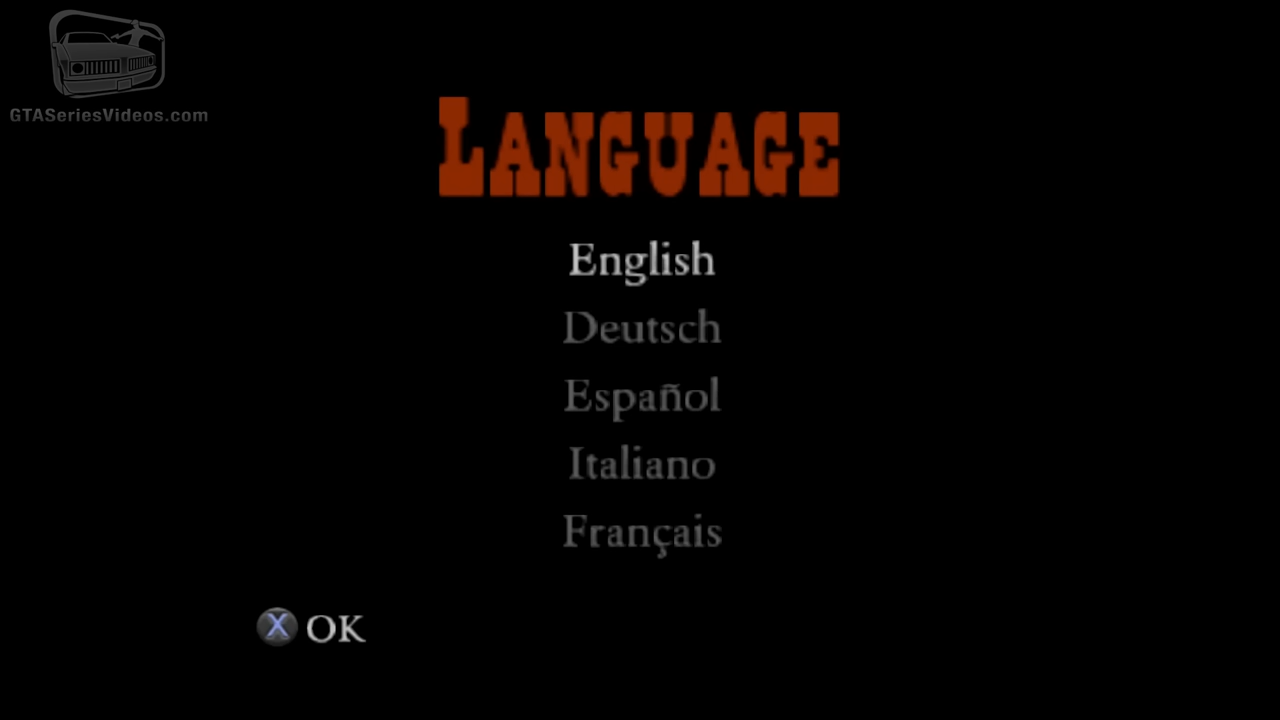 GTASeriesVideos.com
LANGUAGE
English
Deutsch
Español
Italiano
Français
X OK